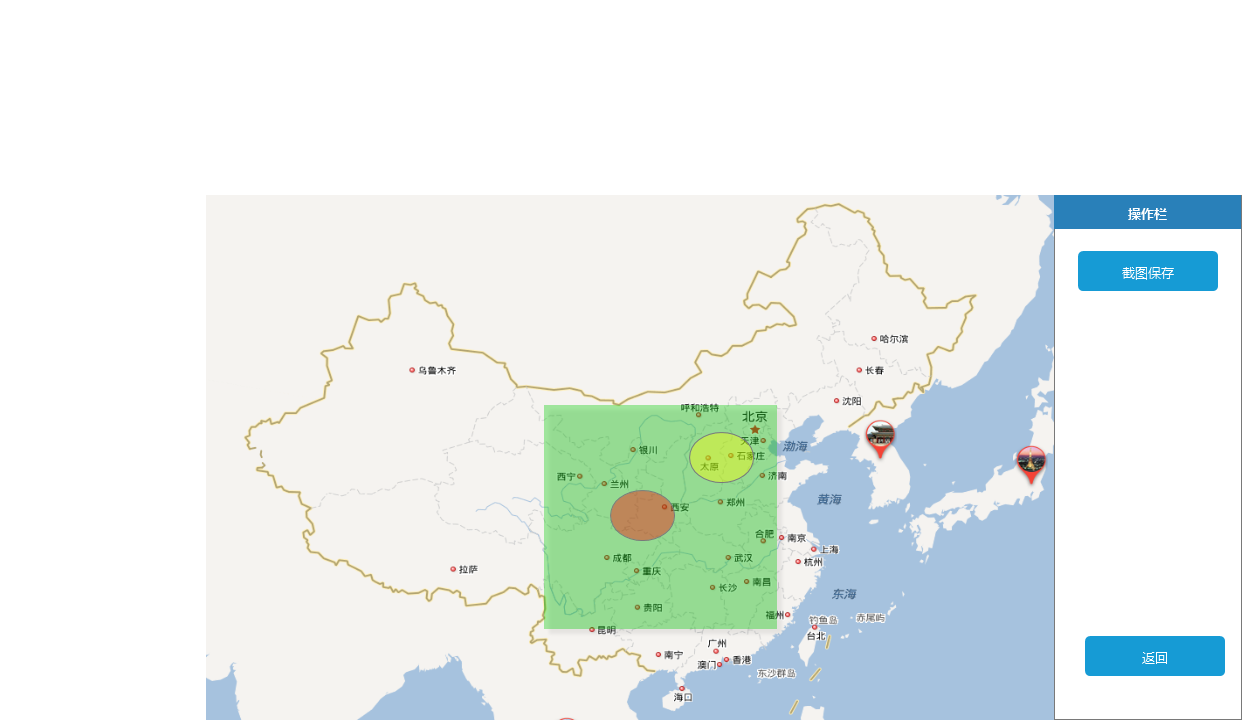 操作栏
截图保存
哈尔滨
乌鲁木齐
长春
沈阳
呼和浩特
北京
天津
渤海
银川
石家庄
太原
西宁
济南
兰州
黄海
郑州
西安
合肥
南京
上海
成都
武汉
杭州
拉萨
重庆
南昌
长沙
东海
贵阳
福州
钓鱼岛
赤尾屿
昆明
台北
广州
南宁
香港
澳门
东沙群岛
海口
返回